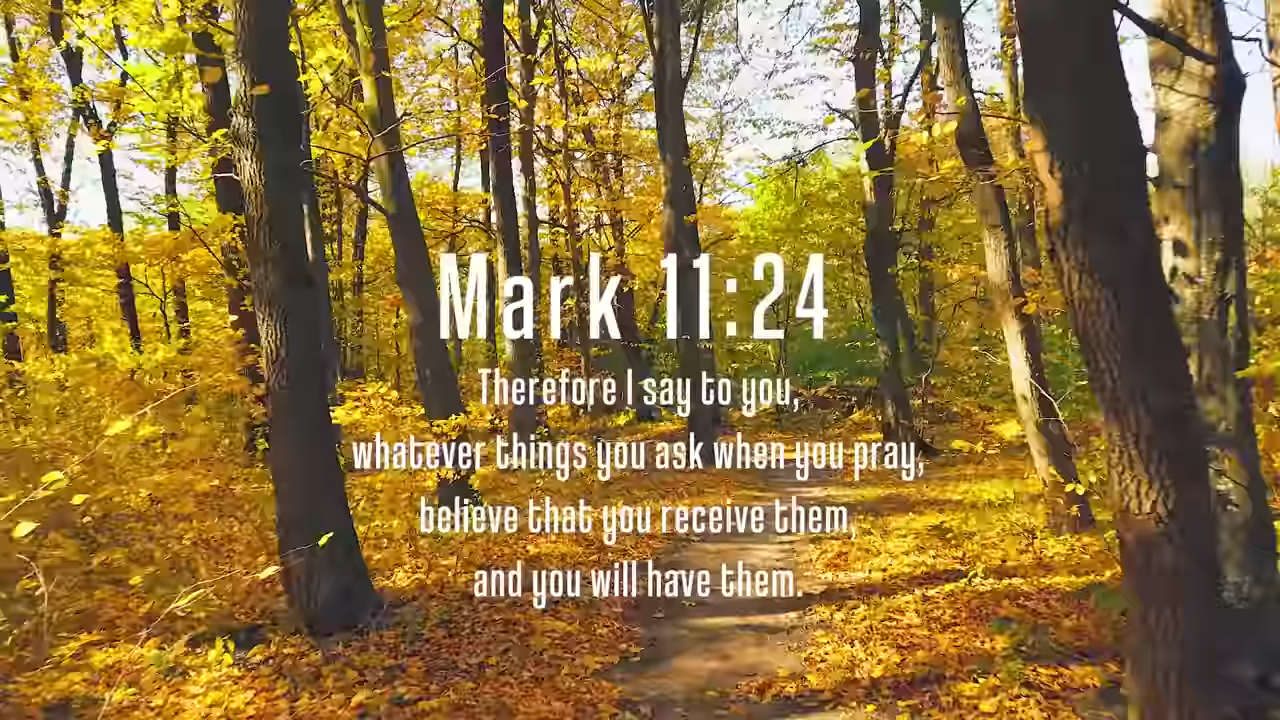 Mark 11:24
Therefore I say to you,
whatever things you ask when you pray,
believe that you receive them,
and you will have them.